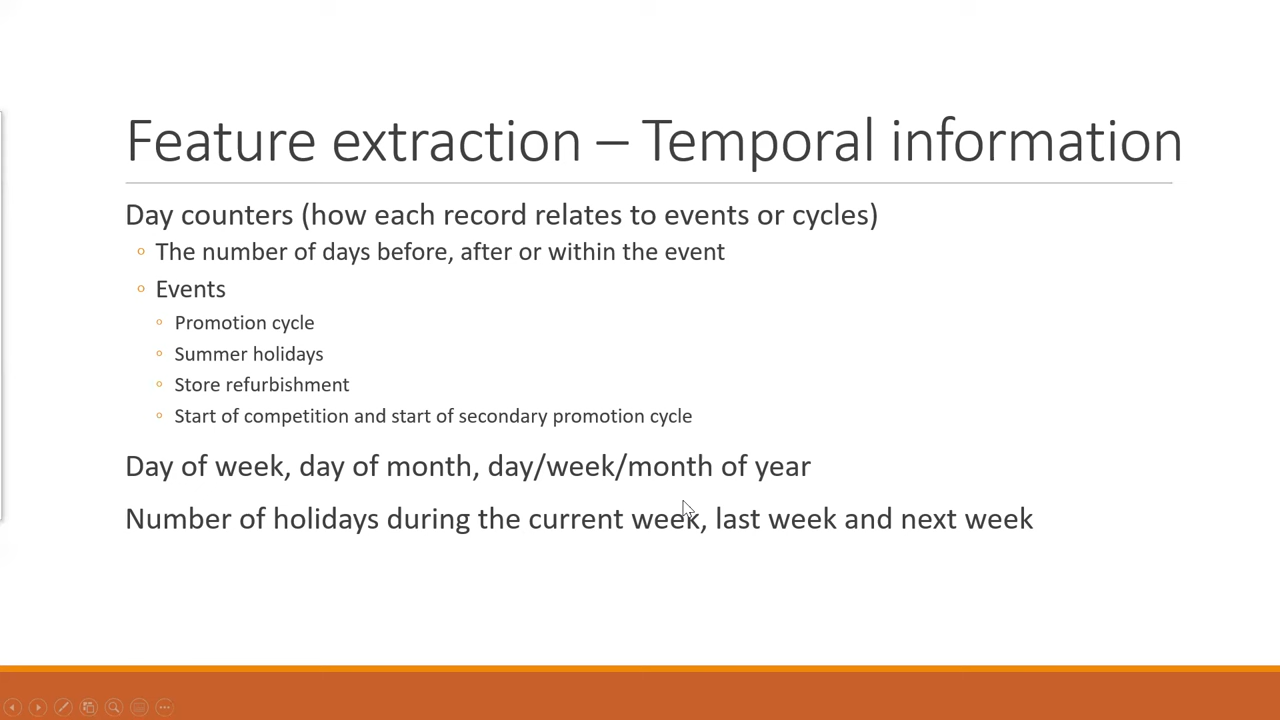 Feature extraction – Temporal information
Day counters (how each record relates to events or cycles)
The number of days before, after or within the event
Events
Promotion cycle
Summer holidays
Store refurbishment
Start of competition and start of secondary promotion cycle
Day of week, day of month, day/week/month of year
Number of holidays during the current week, last week and next week